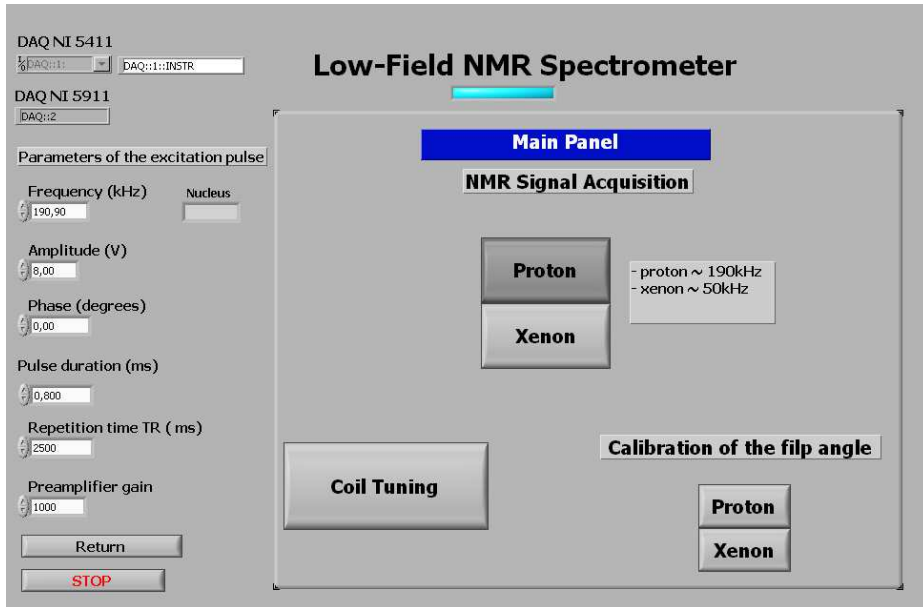 DAQ NI 5411
DAQ::1:
DAQ::1::INSTR
DAQ NI 5911
DAQ::2
Parameters of the excitation pulse
Frequency (kHz)
Nucleus
190,90
Amplitude (V)
8,00
Phase (degrees)
0,00
Pulse duration (ms)
0,800
Repetition time TR ( ms)
2500
Preamplifier gain
1000
Return
STOP
Low-Field NMR Spectrometer
Main Panel
NMR Signal Acquisition
Proton
Xenon
- proton ~ 190kHz
- xenon ~ 50kHz
Coil Tuning
Calibration of the filp angle
Proton
Xenon